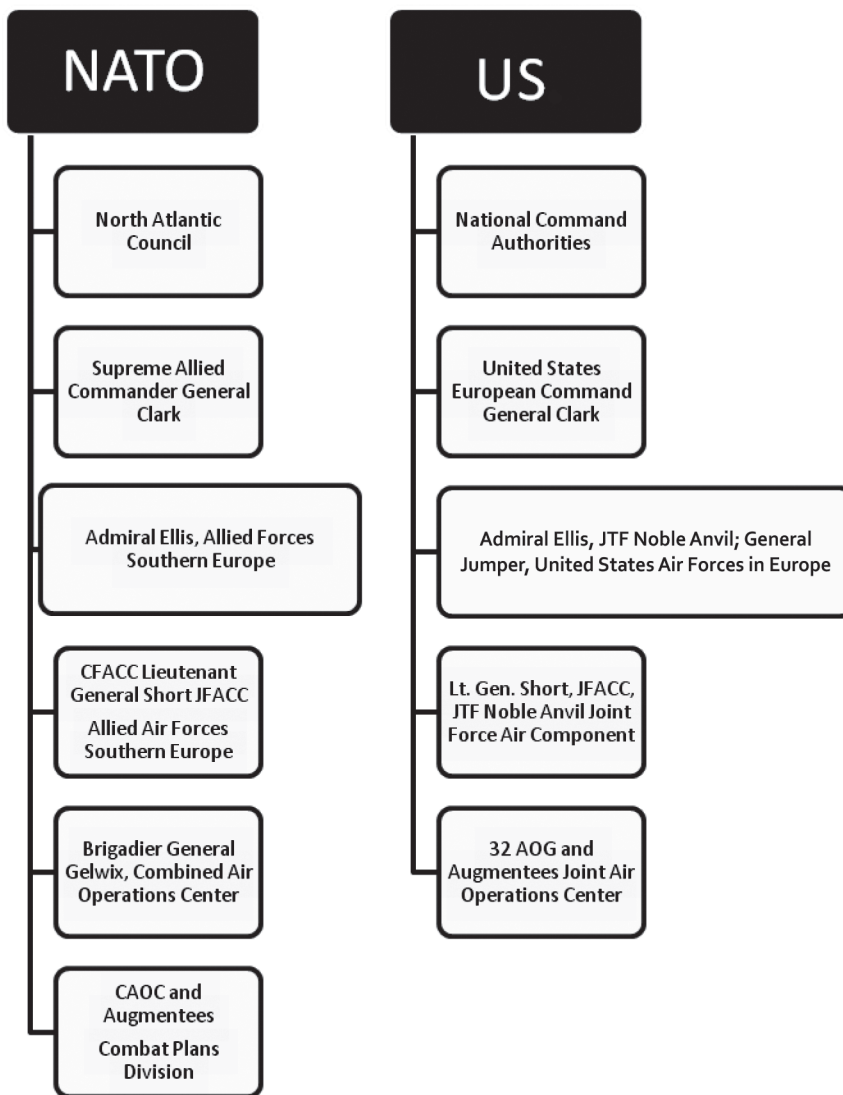 NATO
North Atlantic
Council
Supreme Allied
Commander General
Clark
Admiral Ellis, Allied Forces
Southern Europe
CFACC Lieutenant
General Short JFACC
Allied Air Forces
Southern Europe
Brigadier General
Gelwix, Combined Air
Operations Center
CAOC and
Augmentees
Combat Plans
Division
US
National Command
Authorities
United States
European Command
General Clark
Admiral Ellis, JTF Noble Anvil; General
Jumper, United States Air Forces in Europe
Lt. Gen. Short, JFACC,
JTF Noble Anvil Joint
Force Air Component
32 AOG and
Augmentees Joint Air
Operations Center